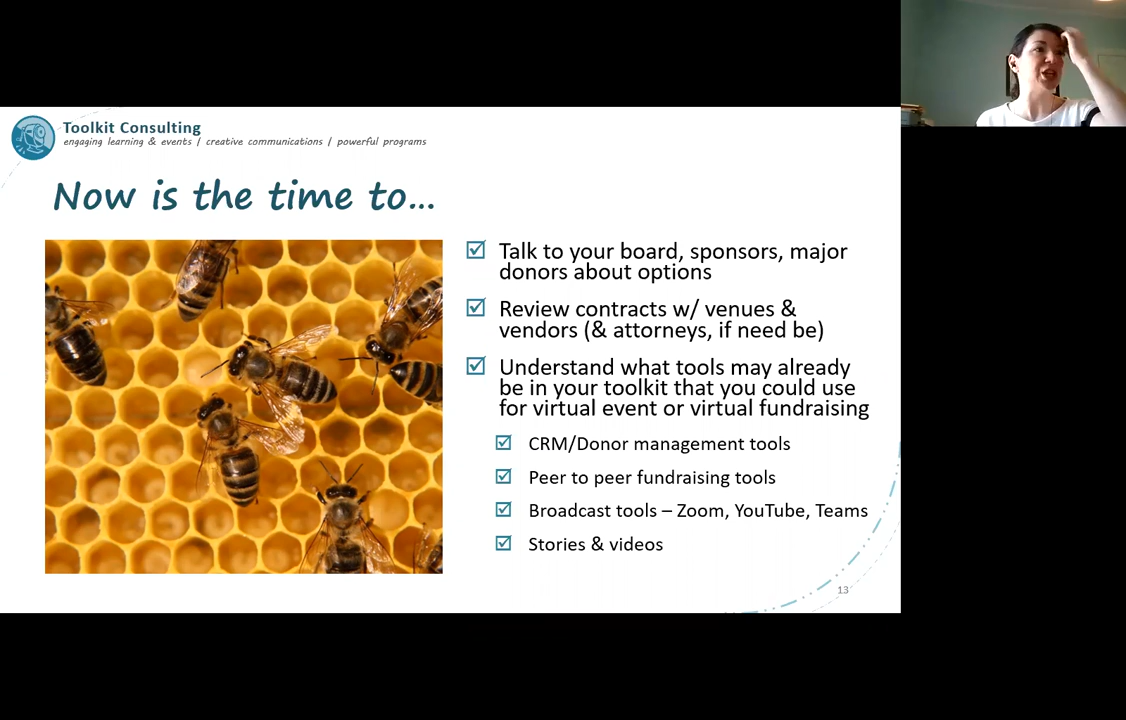 Toolkit Consulting
engaging learning & events / creative communications / powerful programs
Now is the time to...
Talk to your board, sponsors, major
donors about options
Review contracts w/ venues &
vendors (& attorneys, if need be)
Understand what tools may already
be in your toolkit that you could use
for virtual event or virtual fundraising
CRM/Donor management tools
Peer to peer fundraising tools
Broadcast tools – Zoom, YouTube, Teams
Stories & videos
13